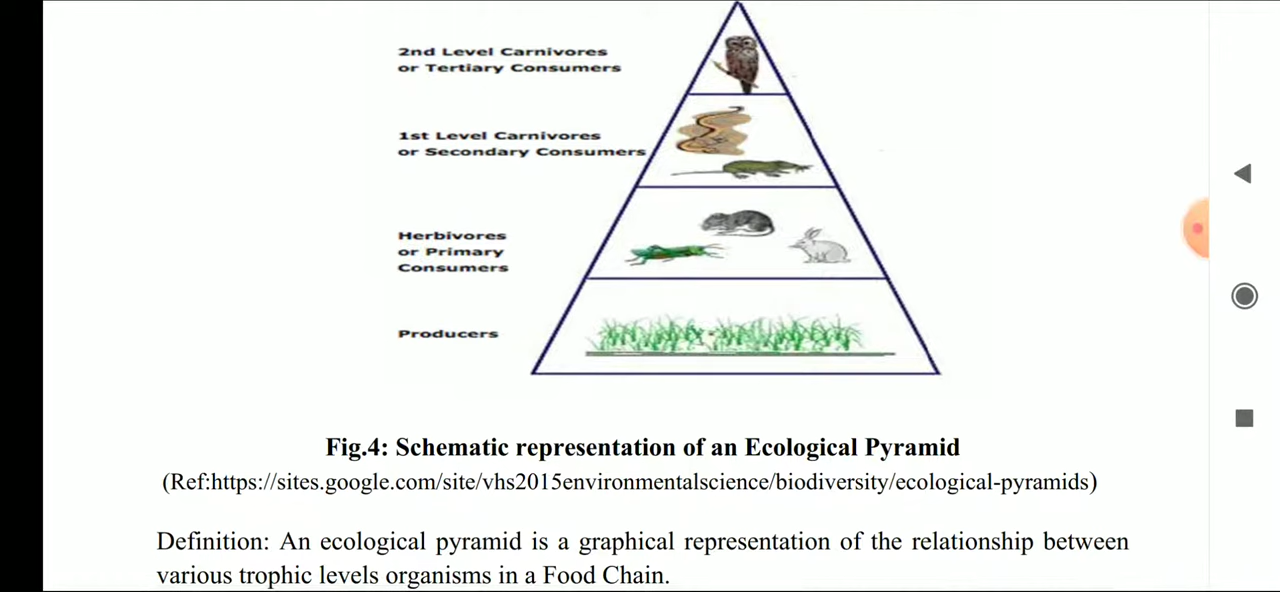 2nd Level Carnivores
or Tertiary Consumers
1st Level Carnivores
or Secondary Consumers
Herbivores
or Primary
Consumers
Producers
Fig.4: Schematic representation of an Ecological Pyramid
(Ref:https://sites.google.com/site/vhs2015environmentalscience/biodiversity/ecological-pyramids)
Definition: An ecological pyramid is a graphical representation of the relationship between
various trophic levels organisms in a Food Chain.